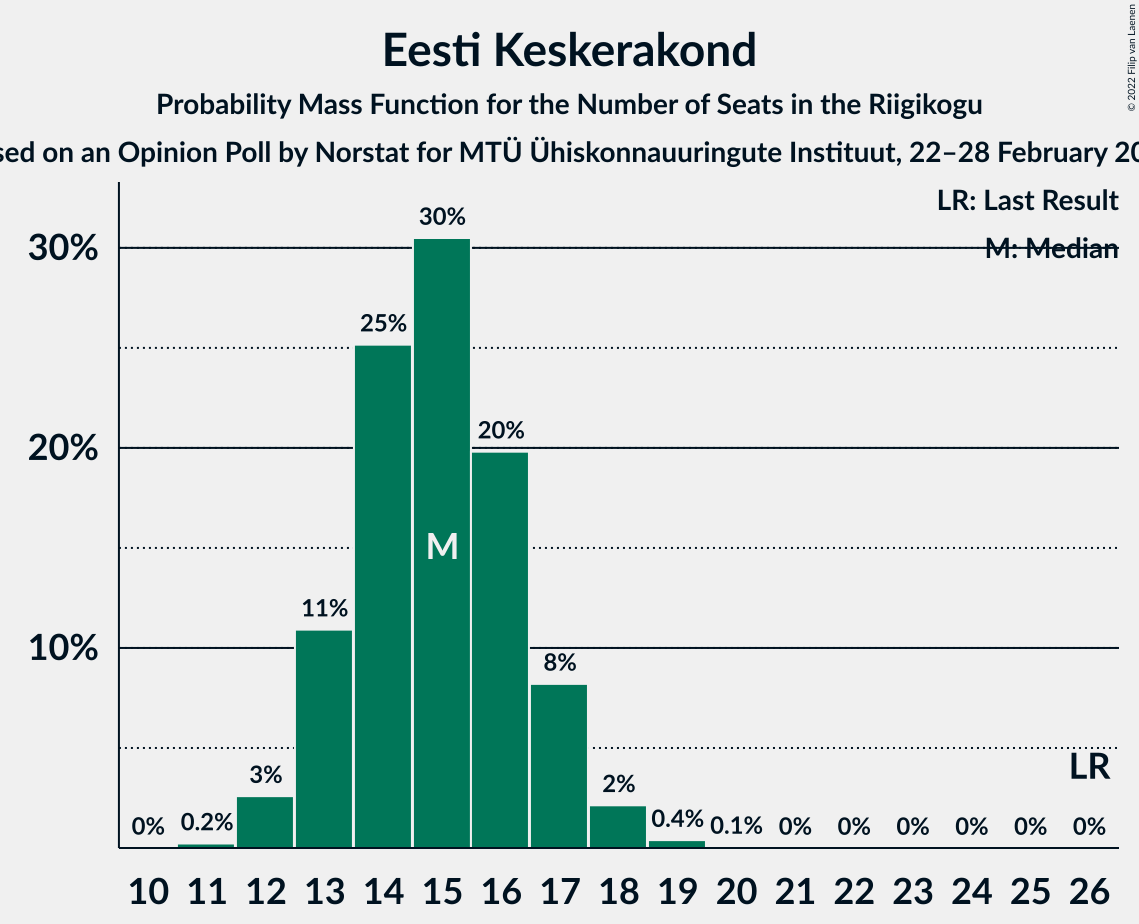 Eesti Keskerakond
Probability Mass Function for the Number of Seats in the Riigikogu
sed on an Opinion Poll by Norstat for MTÜ Ühiskonnauuringute Instituut, 22–28 February 20
© 2022 Filip van Laenen
LR: Last Result
M: Median
30%
20%
10%
0% 0.2% 3% 11% 25% 30% 20% 8% 2% 0.4% 0.1% 0% 0% 0% 0% 0% 0%
M
LR
10 11 12 13 14 15 16 17 18 19 20 21 22 23 24 25 26